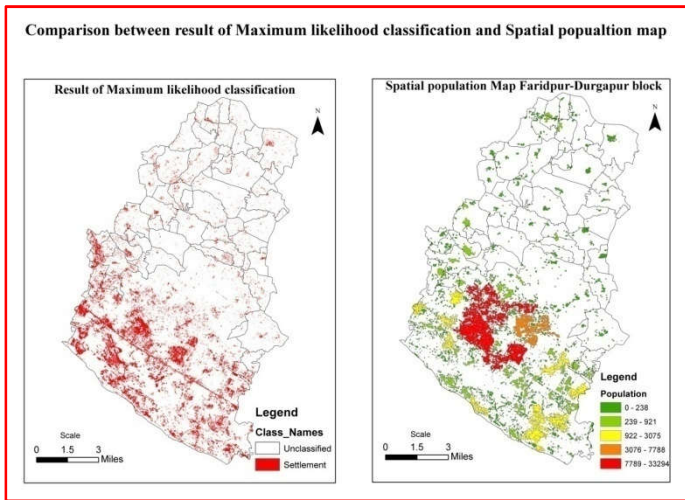 Comparison between result of Maximum likelihood classification and Spatial popualtion map
Result of Maximum likelihood classification
N
Legend
Class_Names
Unclassified
Settlement
Scale
0 1.5 3
Miles
Spatial population Map Faridpur-Durgapur block
N
Legend
Population
0 - 238
239 - 921
922 - 3075
3076 - 7788
7789 - 33294
Scale
0 1.5 3
Miles